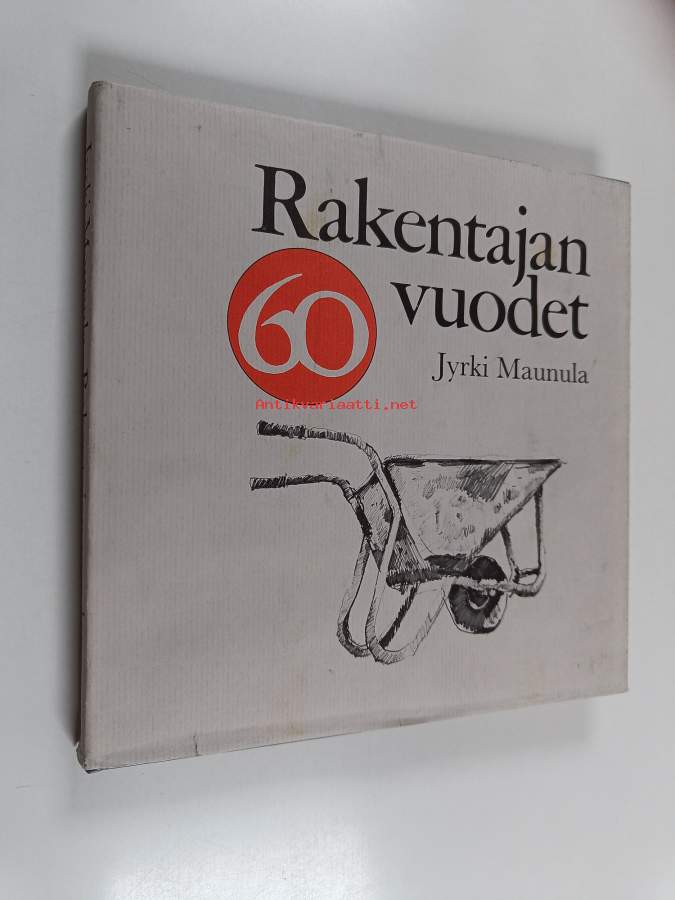 Rakentajan
60
vuodet
Jyrki Maunula
Antikvariaatti.net